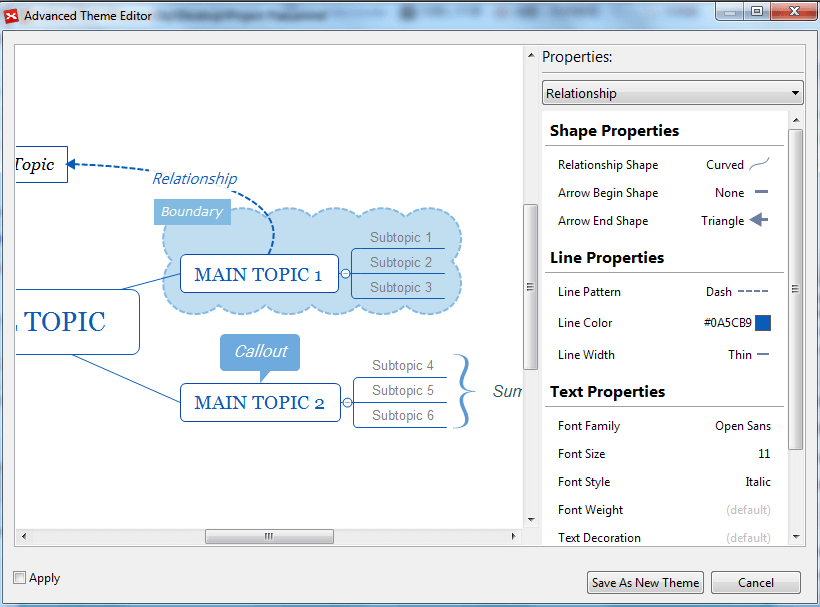 Advanced Theme Editor
Topic
Relationship
Boundary
MAIN TOPIC 1
Subtopic 1
Subtopic 2
Subtopic 3
TOPIC
Callout
MAIN TOPIC 2
Subtopic 4
Subtopic 5
Subtopic 6
Sum
Properties:
Relationship
Shape Properties
Relationship Shape Curved
Arrow Begin Shape None
Arrow End Shape Triangle
Line Properties
Line Pattern Dash
Line Color #0A5CB9
Line Width Thin
Text Properties
Font Family Open Sans
Font Size 11
Font Style Italic
Font Weight (default)
Text Decoration (default)
Apply
Save As New Theme
Cancel